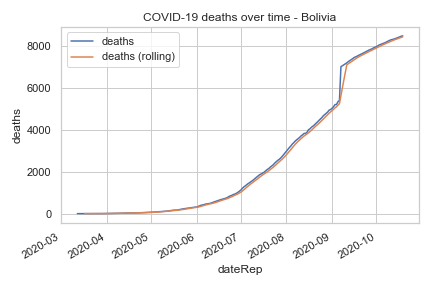 COVID-19 deaths over time - Bolivia
deaths
deaths (rolling)
8000
6000
4000
2000
0
deaths
2020-03
2020-04
2020-05
2020-06
2020-07
2020-08
2020-09
2020-10
dateRep